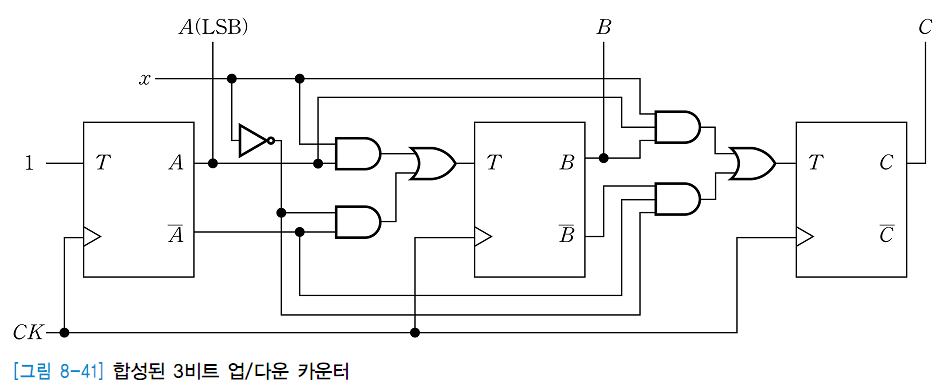 A(LSB) B C
x
1 T A T B T C
A̅ B̅ C̅
CK
[그림 8-41] 합성된 3비트 업/다운 카운터